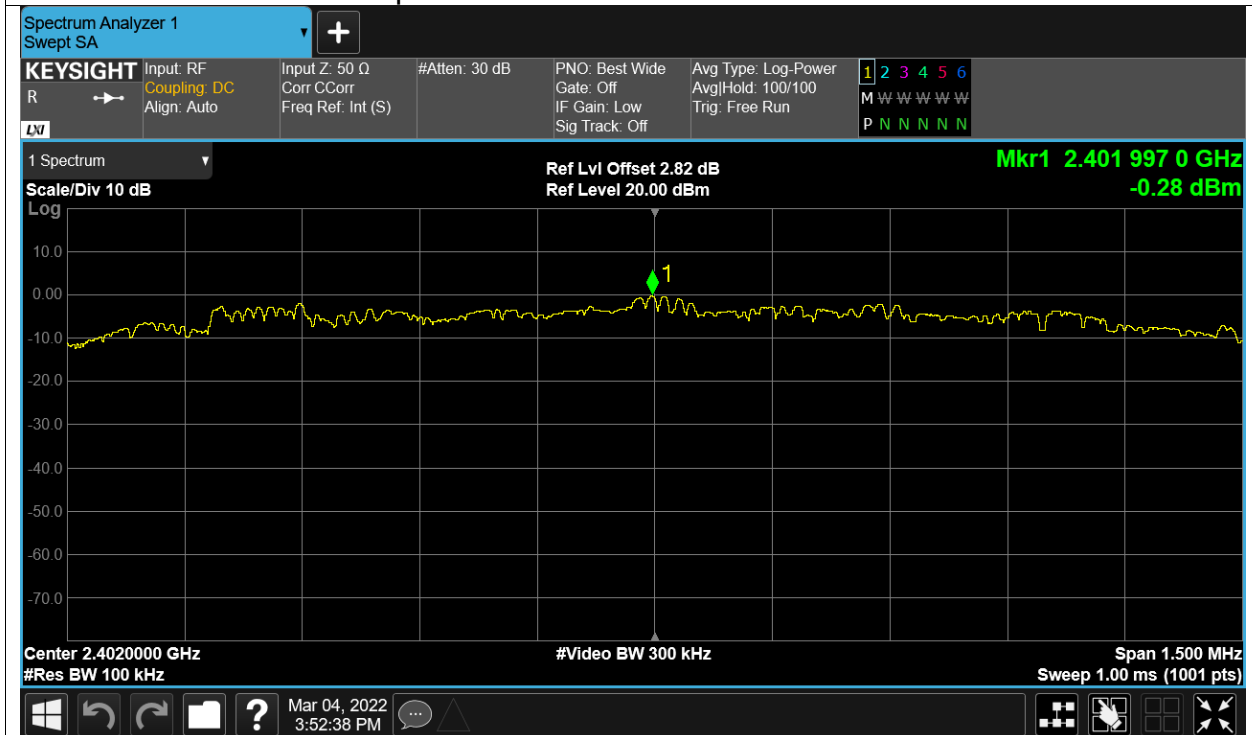 Spectrum Analyzer 1
Swept SA
+
KEYSIGHT
R
LXI
Input: RF
Coupling: DC
Align: Auto
Input Z: 50 Ω
Corr CCorr
Freq Ref: Int (S)
#Atten: 30 dB
PNO: Best Wide
Gate: Off
IF Gain: Low
Sig Track: Off
Avg Type: Log-Power
Avg|Hold: 100/100
Trig: Free Run
1 2 3 4 5 6
M W W W W W
P N N N N N N
1 Spectrum
Scale/Div 10 dB
Log
Ref Lvl Offset 2.82 dB
Ref Level 20.00 dBm
Mkr1 2.401 997 0 GHz
-0.28 dBm
10.0
0.00
-10.0
-20.0
-30.0
-40.0
-50.0
-60.0
-70.0
1
Center 2.4020000 GHz
#Res BW 100 kHz
#Video BW 300 kHz
Span 1.500 MHz
Sweep 1.00 ms (1001 pts)
?
Mar 04, 2022
3:52:38 PM